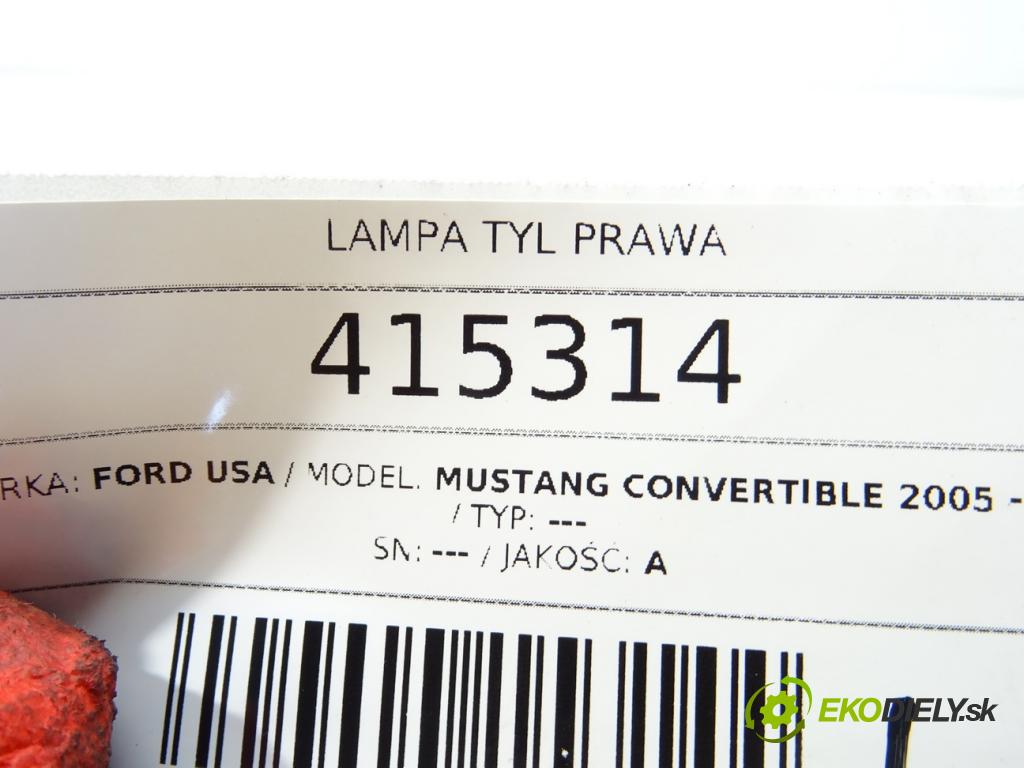 LAMPA TYL PRAWA
415314
RKA: FORD USA / MODEL. MUSTANG CONVERTIBLE 2005 -
/ TYP: ---
SN: --- / JAKOŚĆ: A
EKODIELY.sk